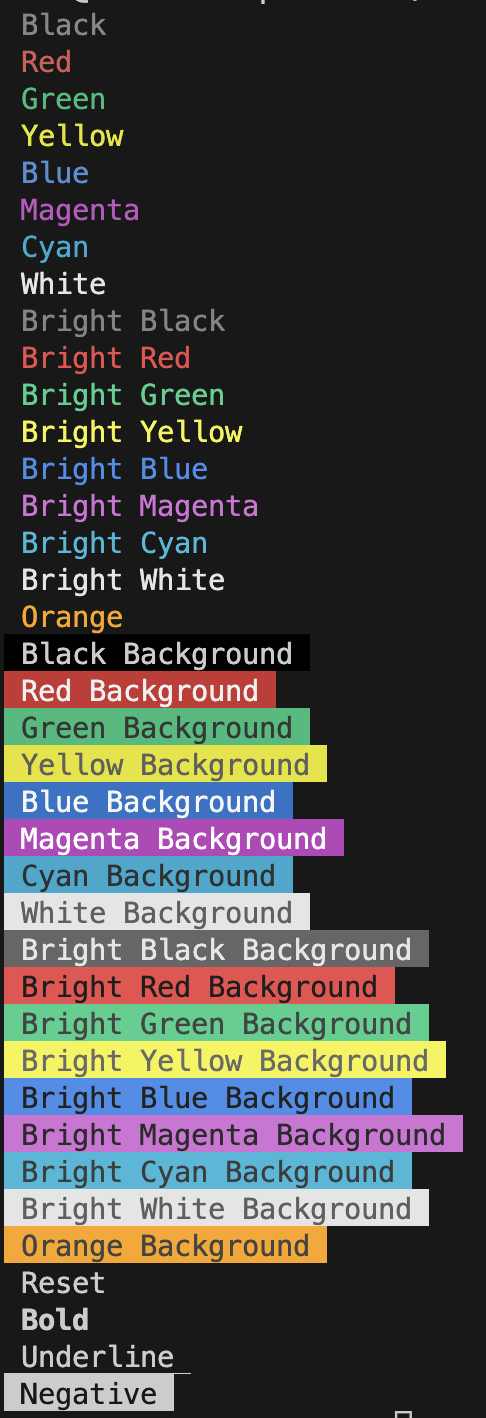 Black
Red
Green
Yellow
Blue
Magenta
Cyan
White
Bright Black
Bright Red
Bright Green
Bright Yellow
Bright Blue
Bright Magenta
Bright Cyan
Bright White
Orange
Black Background
Red Background
Green Background
Yellow Background
Blue Background
Magenta Background
Cyan Background
White Background
Bright Black Background
Bright Red Background
Bright Green Background
Bright Yellow Background
Bright Blue Background
Bright Magenta Background
Bright Cyan Background
Bright White Background
Orange Background
Reset
Bold
Underline
Negative